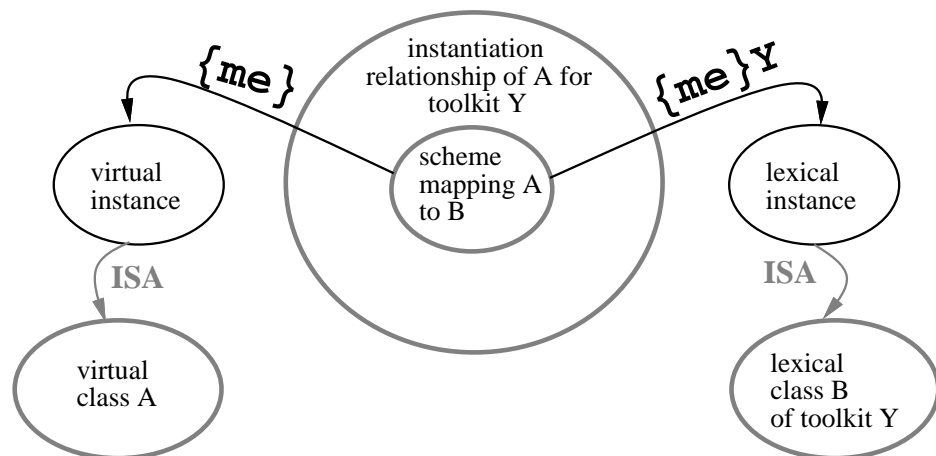 instantiation
relationship of A for
toolkit Y
{me}
{me}Y
scheme
mapping A
to B
virtual
instance
lexical
instance
ISA
ISA
virtual
class A
lexical
class B
of toolkit Y